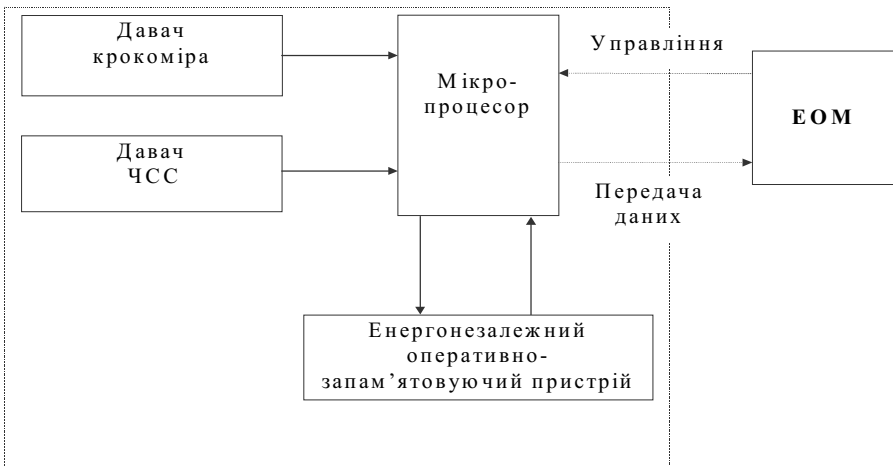 Давач
крокоміра
Давач
ЧСС
Мікро-
процесор
Управління
ЕОМ
Передача
даних
Енергонезалежний
оперативно-
запам’ятовуючий пристрій